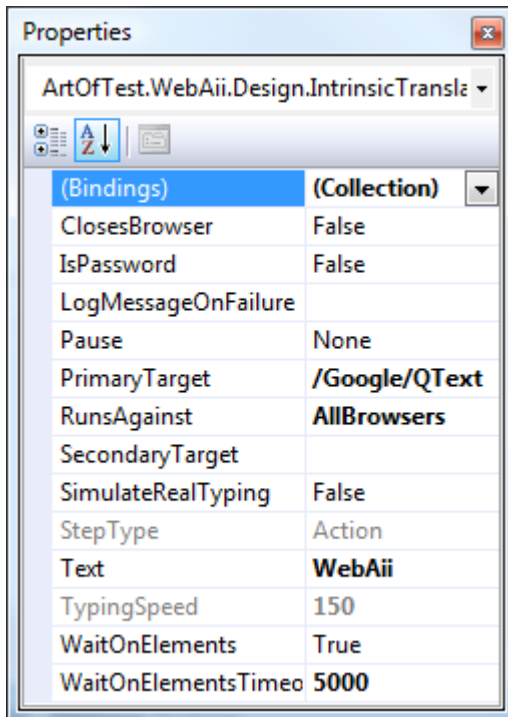 Properties
ArtOfTest.WebAii.Design.IntrinsicTransla
A
Z
(Bindings) (Collection)
ClosesBrowser False
IsPassword False
LogMessageOnFailure
Pause None
PrimaryTarget /Google/QText
RunsAgainst AllBrowsers
SecondaryTarget
SimulateRealTyping False
StepType Action
Text WebAii
TypingSpeed 150
WaitOnElements True
WaitOnElementsTimeo 5000